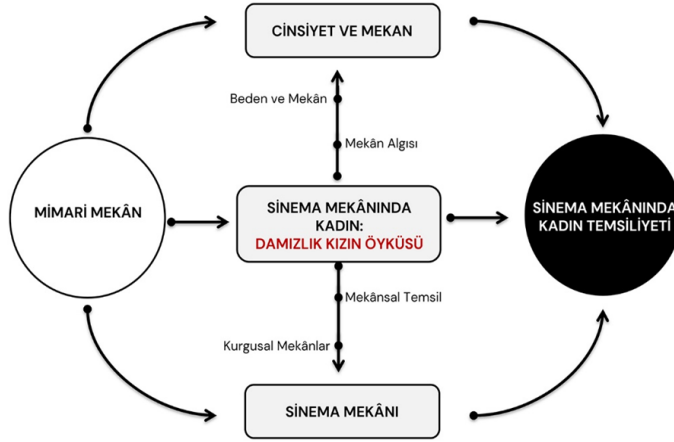 CİNSİYET VE MEKAN
Beden ve Mekân
Mekân Algısı
MİMARİ MEKÂN
SİNEMA MEKÂNINDA
KADIN:
DAMIZLIK KIZIN ÖYKÜSÜ
SİNEMA MEKÂNINDA
KADIN TEMSİLİYETİ
Mekânsal Temsil
Kurgusal Mekânlar
SİNEMA MEKÂNI